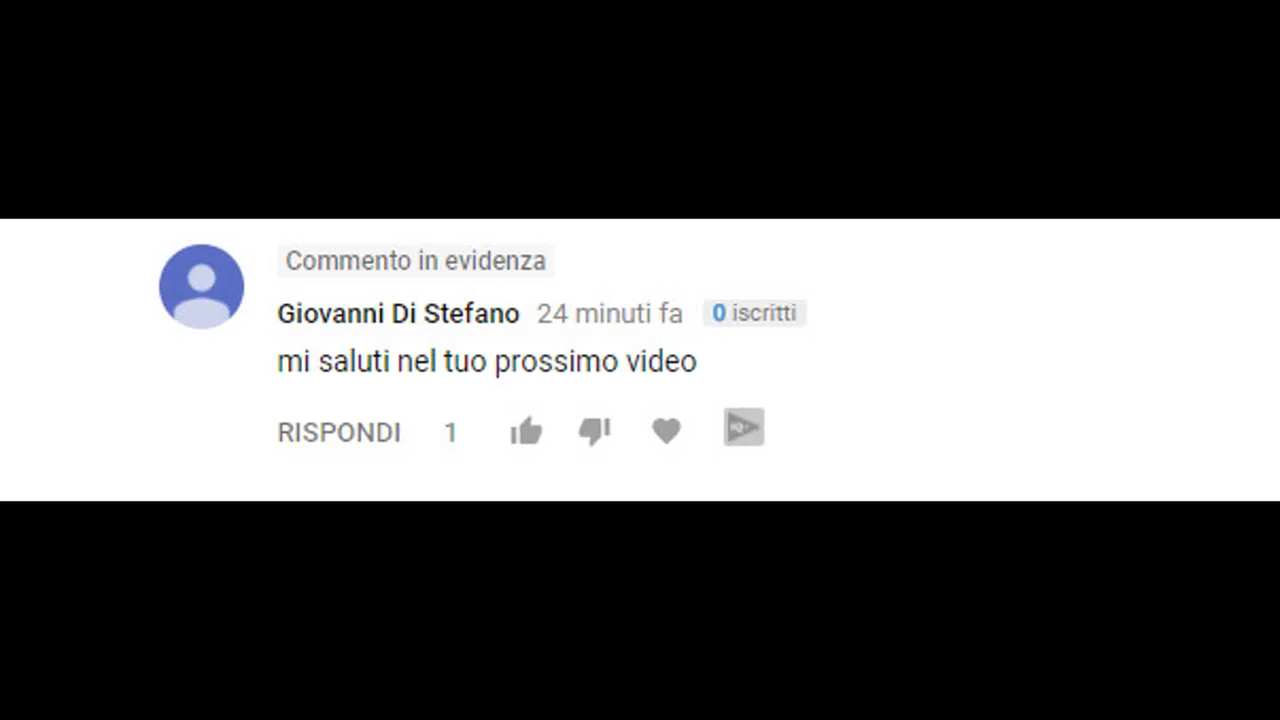 Commento in evidenza
Giovanni Di Stefano 24 minuti fa 0 iscritti
mi saluti nel tuo prossimo video
RISPONDI 1